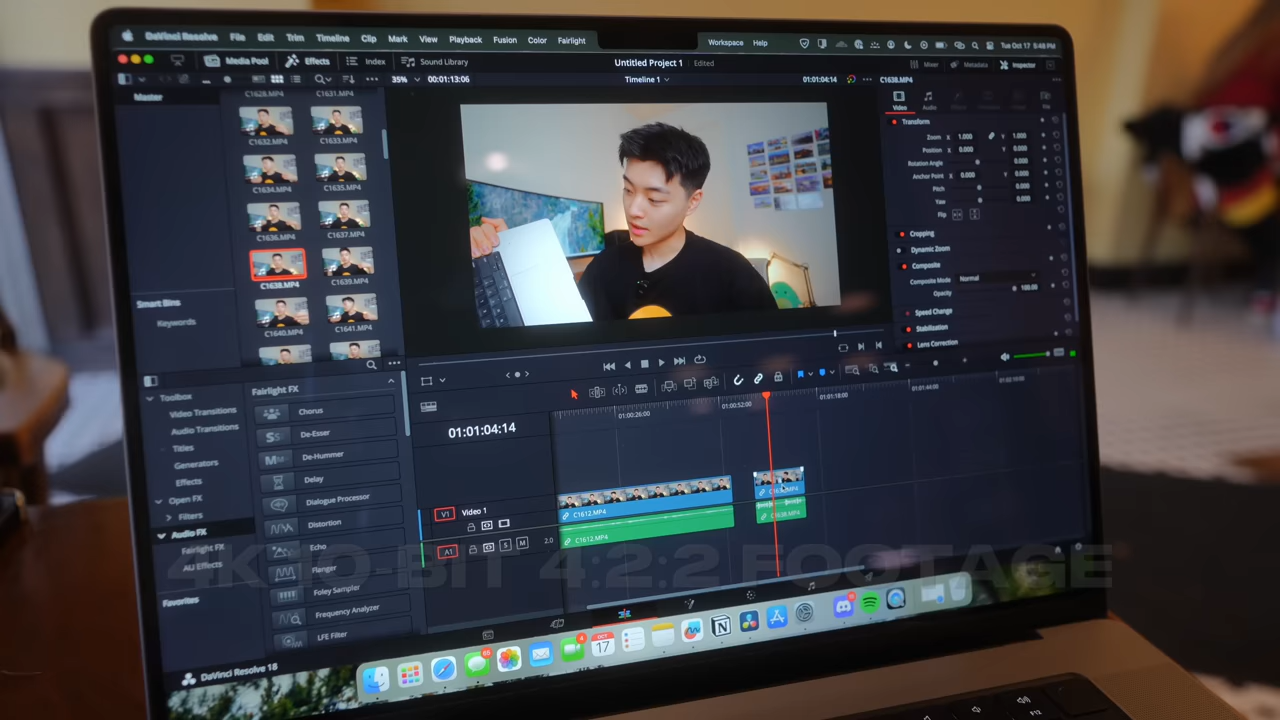 DaVinci Resolve File Edit Trim Timeline Clip Mark View Playback Fusion Color Fairlight Workspace Help Tue Oct 17 5:48 PM
Media Pool Effects Index Sound Library Untitled Project 1 Edited Mixer Metadata Inspector
35% 00:01:13:06 Timeline 1 01:01:04:14 C1638.MP4
Master
C1628.MP4 C1631.MP4
C1632.MP4 C1633.MP4
C1634.MP4 C1635.MP4
C1636.MP4 C1637.MP4
C1638.MP4 C1639.MP4
C1640.MP4 C1641.MP4
Smart Bins
Keywords
Video Audio File
Transform
Zoom X 1.000 Y 1.000
Position X 0.000 Y 0.000
Rotation Angle 0.000
Anchor Point X 0.000 Y 0.000
Pitch 0.000
Yaw 0.000
Flip
Cropping
Dynamic Zoom
Composite
Composite Mode Normal
Opacity 100.00
Speed Change
Stabilization
Lens Correction
Toolbox
Video Transitions
Audio Transitions
Titles
Generators
Effects
Open FX
Filters
Audio FX
Fairlight FX
AU Effects
Favorites
Fairlight FX
Chorus
De-Esser
De-Hummer
Delay
Dialogue Processor
Distortion
Echo
Flanger
Foley Sampler
Frequency Analyzer
LFE Filter
01:01:04:14
01:00:26:00 01:00:52:00 01:01:18:00 01:01:44:00 01:02:10:00
V1 Video 1
A1 S M 2.0
C1612.MP4
C1612.MP4
C1638.MP4
4K 10-BIT 4:2:2 FOOTAGE
DaVinci Resolve 18
OCT
17
F12